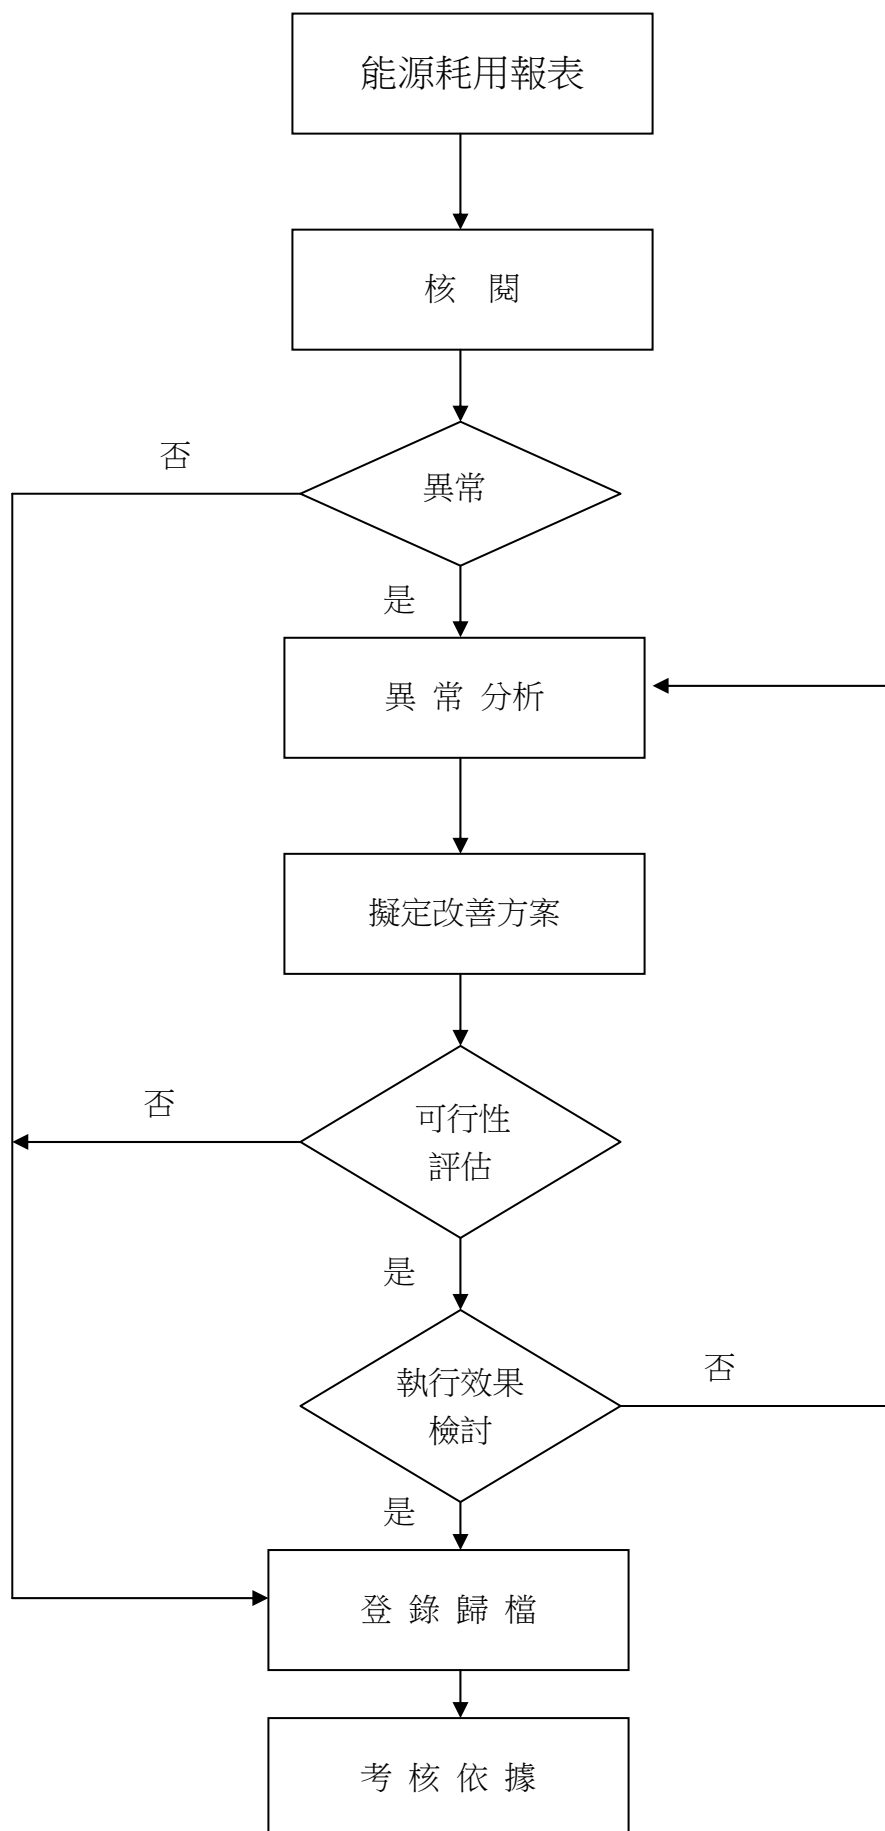 能源耗用報表
核 閱
否
異常
是
異 常 分析
擬定改善方案
否
可行性
評估
是
執行效果
檢討
否
是
登 錄 歸 檔
考 核 依 據